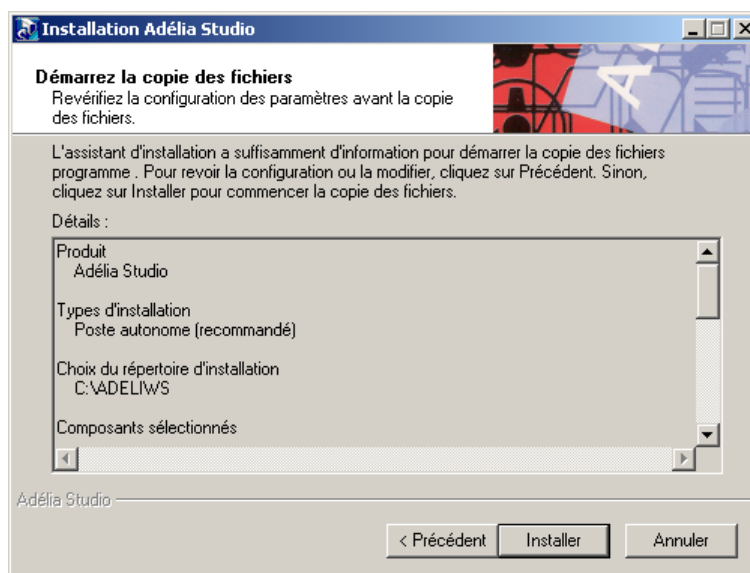 Installation Adélia Studio
Démarrez la copie des fichiers
Revérifiez la configuration des paramètres avant la copie
des fichiers.
L'assistant d'installation a suffisamment d'information pour démarrer la copie des fichiers
programme . Pour revoir la configuration ou la modifier, cliquez sur Précédent. Sinon,
cliquez sur Installer pour commencer la copie des fichiers.
Détails :
Produit
Adélia Studio
Types d'installation
Poste autonome (recommandé)
Choix du répertoire d'installation
C:\ADELIWS
Composants sélectionnés
Adélia Studio
< Précédent
Installer
Annuler